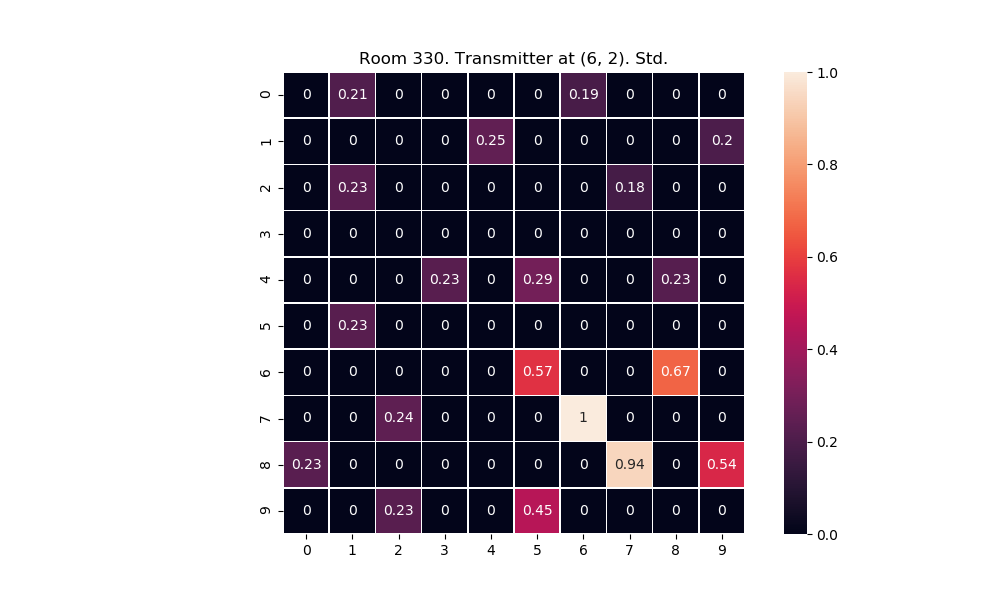 Room 330. Transmitter at (6, 2). Std.
0 0 0.21 0 0 0 0 0.19 0 0 0
1 0 0 0 0 0.25 0 0 0 0 0.2
2 0 0.23 0 0 0 0 0 0.18 0 0
3 0 0 0 0 0 0 0 0 0 0
4 0 0 0 0.23 0 0.29 0 0 0.23 0
5 0 0.23 0 0 0 0 0 0 0 0
6 0 0 0 0 0 0.57 0 0 0.67 0
7 0 0 0.24 0 0 0 1 0 0 0
8 0.23 0 0 0 0 0 0 0.94 0 0.54
9 0 0 0.23 0 0 0.45 0 0 0 0
0 1 2 3 4 5 6 7 8 9
1.0
0.8
0.6
0.4
0.2
0.0